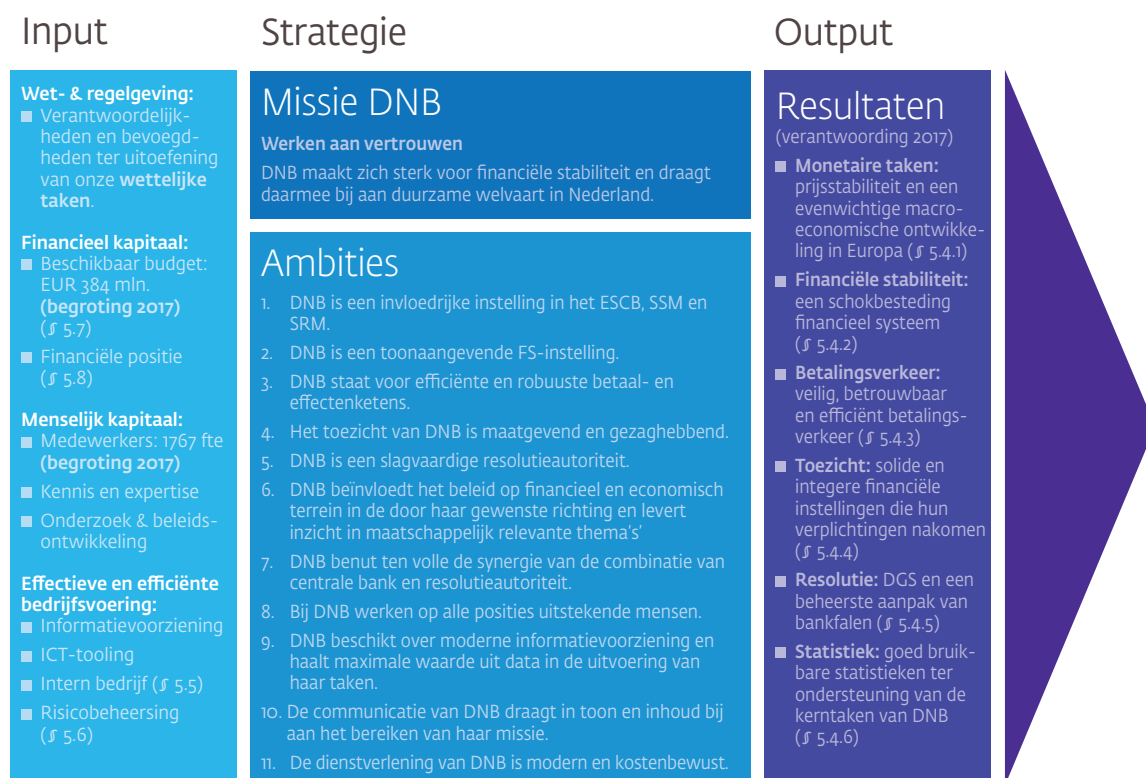 Input
Wet- & regelgeving:
Verantwoordelijk-
heden en bevoegd-
heden ter uitoefening
van onze wettelijke
taken.
Financieel kapitaal:
Beschikbaar budget:
EUR 384 mln.
(begroting 2017)
(§ 5.7)
Financiële positie
(§ 5.8)
Menselijk kapitaal:
Medewerkers: 1767 fte
(begroting 2017)
Kennis en expertise
Onderzoek & beleids-
ontwikkeling
Effectieve en efficiënte
bedrijfsvoering:
Informatievoorziening
ICT-tooling
Intern bedrijf (§ 5.5)
Risicobeheersing
(§ 5.6)
Strategie
Missie DNB
Werken aan vertrouwen
DNB maakt zich sterk voor financiële stabiliteit en draagt
daarmee bij aan duurzame welvaart in Nederland.
Ambities
1. DNB is een invloedrijke instelling in het ESCB, SSM en
SRM.
2. DNB is een toonaangevende FS-instelling.
3. DNB staat voor efficiënte en robuuste betaal- en
effectenketens.
4. Het toezicht van DNB is maatgevend en gezaghebbend.
5. DNB is een slagvaardige resolutieautoriteit.
6. DNB beïnvloedt het beleid op financieel en economisch
terrein in de door haar gewenste richting en levert
inzicht in maatschappelijk relevante thema's'
7. DNB benut ten volle de synergie van de combinatie van
centrale bank en resolutieautoriteit.
8. Bij DNB werken op alle posities uitstekende mensen.
9. DNB beschikt over moderne informatievoorziening en
haalt maximale waarde uit data in de uitvoering van
haar taken.
10. De communicatie van DNB draagt in toon en inhoud bij
aan het bereiken van haar missie.
11. De dienstverlening van DNB is modern en kostenbewust.
Output
Resultaten
(verantwoording 2017)
Monetaire taken:
prijsstabiliteit en een
evenwichtige macro-
economische ontwikke-
ling in Europa (§ 5.4.1)
Financiële stabiliteit:
een schokbesteding
financieel systeem
(§ 5.4.2)
Betalingsverkeer:
veilig, betrouwbaar
en efficiënt betalings-
verkeer (§ 5.4.3)
Toezicht: solide en
integere financiële
instellingen die hun
verplichtingen nakomen
(§ 5.4.4)
Resolutie: DGS en een
beheerste aanpak van
bankfalen (§ 5.4.5)
Statistiek: goed bruik-
bare statistieken ter
ondersteuning van de
kerntaken van DNB
(§ 5.4.6)